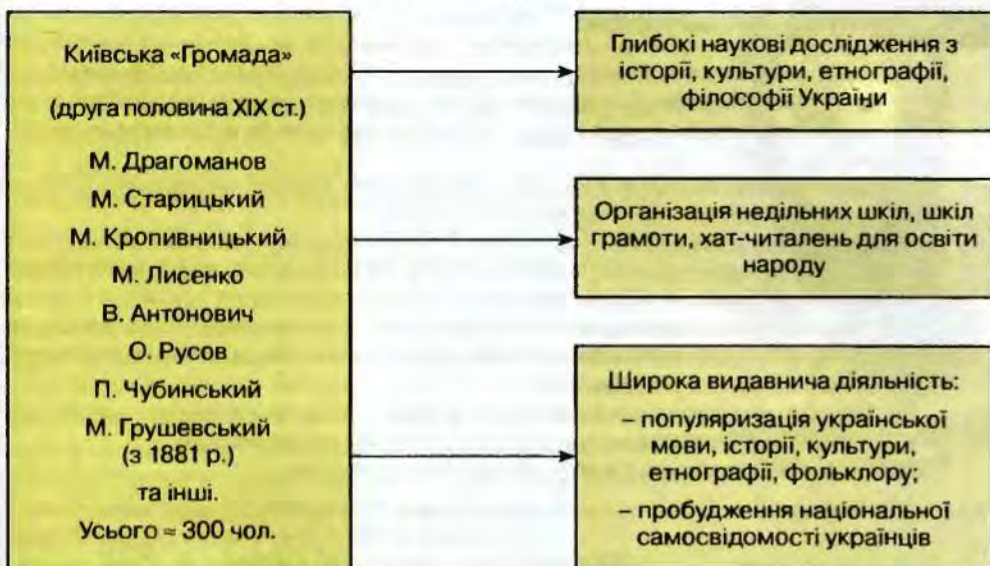 Київська «Громада»
(друга половина XIX ст.)
М. Драгоманов
М. Старицький
М. Кропивницький
М. Лисенко
В. Антонович
О. Русов
П. Чубинський
М. Грушевський
(з 1881 р.)
та інші.
Усього ≈ 300 чол.
Глибокі наукові дослідження з
історії, культури, етнографії,
філософії України
Організація недільних шкіл, шкіл
грамоти, хат-читалень для освіти
народу
Широка видавнича діяльність:
– популяризація української
мови, історії, культури,
етнографії, фольклору;
– пробудження національної
самосвідомості українців